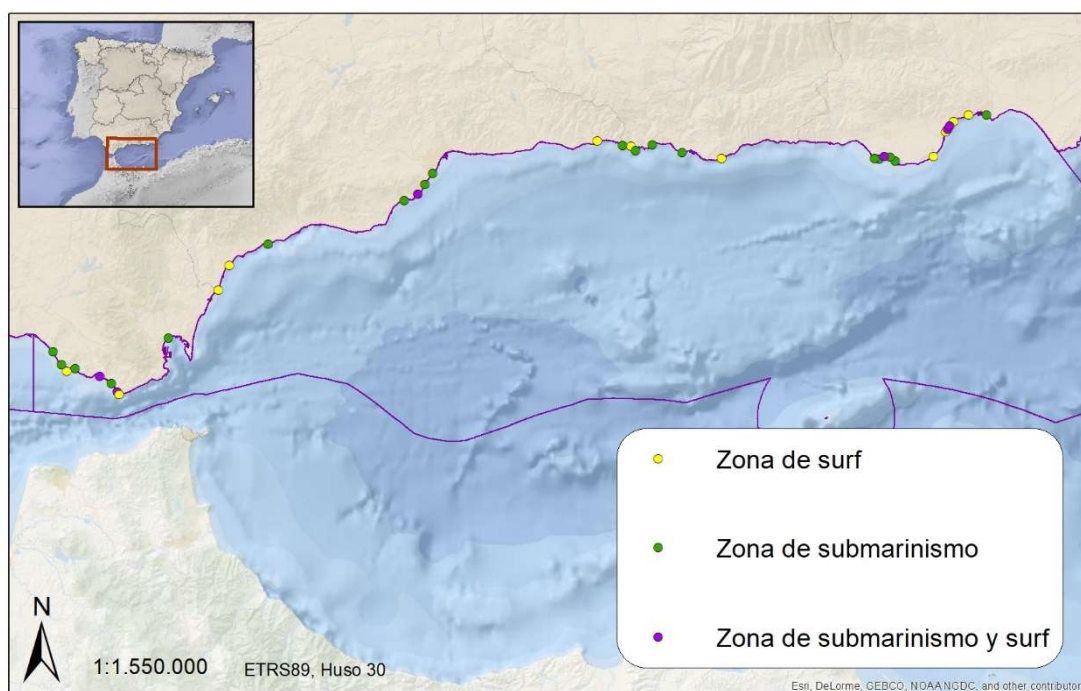 Zona de surf
Zona de submarinismo
Zona de submarinismo y surf
N
1:1.550.000
ETRS89, Huso 30
Esri, DeLorme, GEBCO, NOAA NGDC, and other contributor